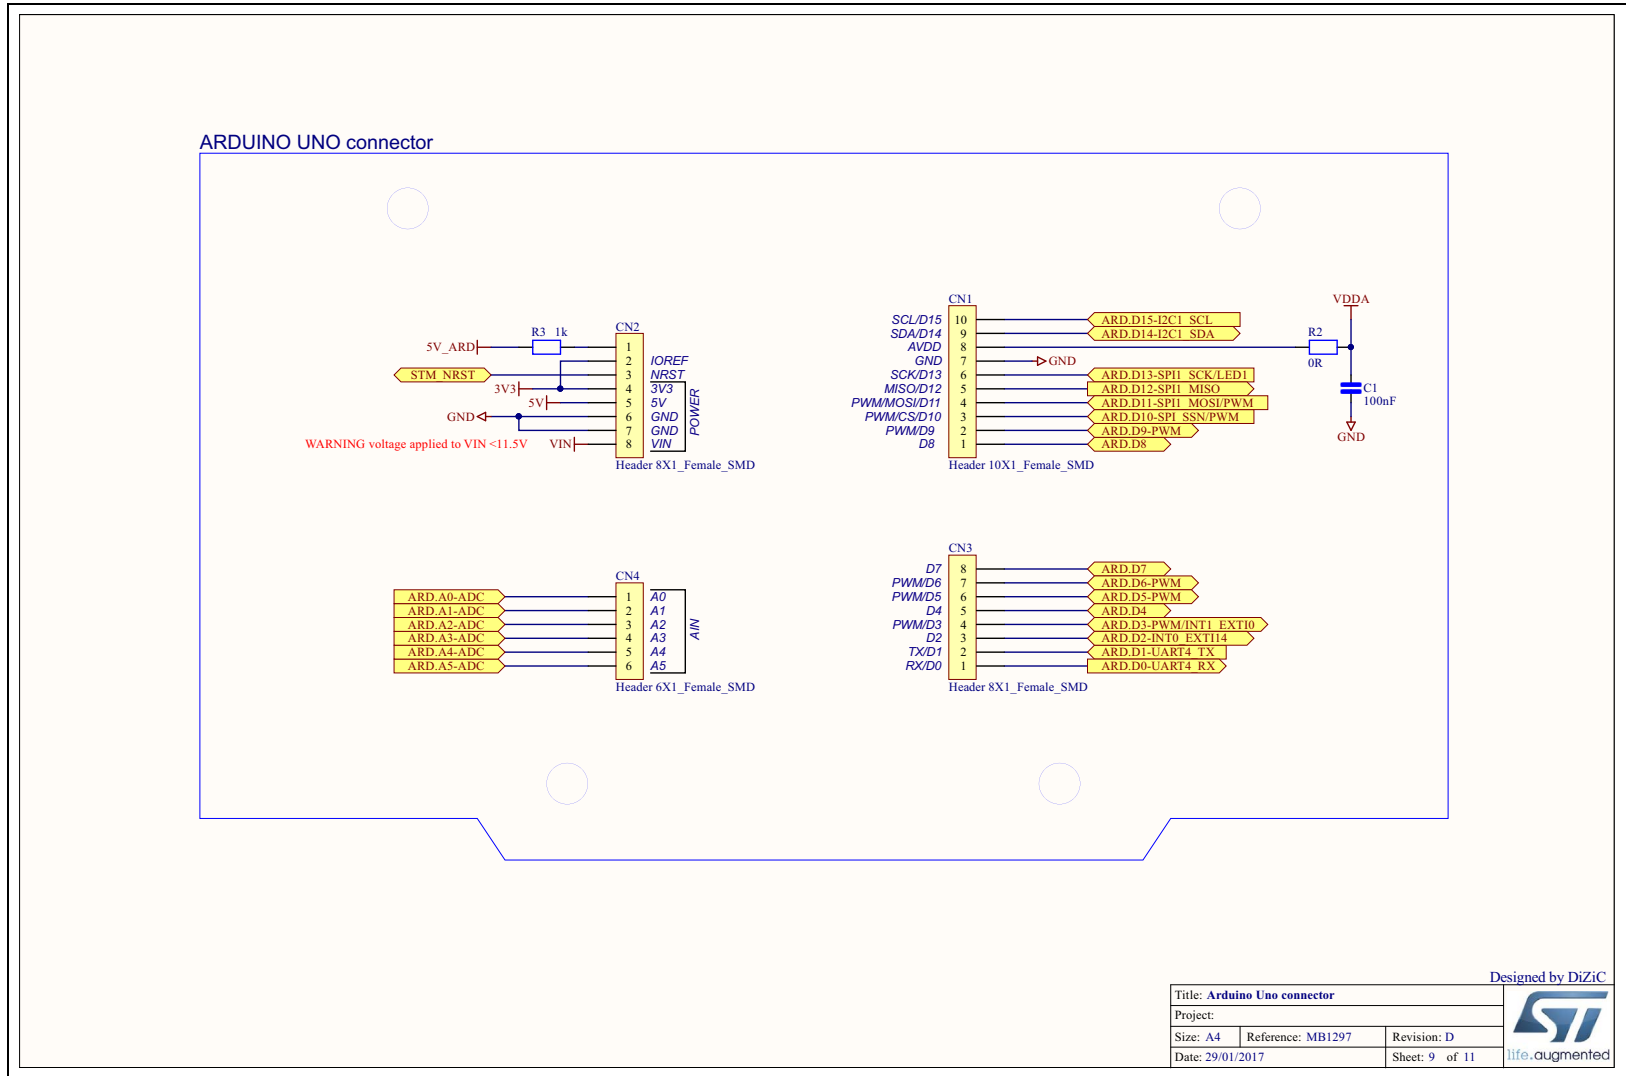 ARDUINO UNO connector
CN2
R3 1k
5V_ARD
1
2 IOREF
STM_NRST 3 NRST
3V3 4 3V3
5V 5 5V
GND 6 GND
7 GND
WARNING voltage applied to VIN <11.5V VIN 8 VIN
POWER
Header 8X1_Female_SMD
CN1
SCL/D15 10 ARD.D15-I2C1_SCL
SDA/D14 9 ARD.D14-I2C1_SDA
AVDD 8
GND 7 GND
SCK/D13 6 ARD.D13-SPI1_SCK/LED1
MISO/D12 5 ARD.D12-SPI1_MISO
PWM/MOSI/D11 4 ARD.D11-SPI1_MOSI/PWM
PWM/CS/D10 3 ARD.D10-SPI_SSN/PWM
PWM/D9 2 ARD.D9-PWM
D8 1 ARD.D8
Header 10X1_Female_SMD
VDDA
R2
0R
C1
100nF
GND
CN4
ARD.A0-ADC 1 A0
ARD.A1-ADC 2 A1
ARD.A2-ADC 3 A2
ARD.A3-ADC 4 A3
ARD.A4-ADC 5 A4
ARD.A5-ADC 6 A5
AIN
Header 6X1_Female_SMD
CN3
D7 8 ARD.D7
PWM/D6 7 ARD.D6-PWM
PWM/D5 6 ARD.D5-PWM
D4 5 ARD.D4
PWM/D3 4 ARD.D3-PWM/INT1_EXTI0
D2 3 ARD.D2-INT0_EXTI14
TX/D1 2 ARD.D1-UART4_TX
RX/D0 1 ARD.D0-UART4_RX
Header 8X1_Female_SMD
Designed by DiZiC
Title: Arduino Uno connector
Project:
Size: A4 Reference: MB1297 Revision: D
Date: 29/01/2017 Sheet: 9 of 11
ST
life.augmented